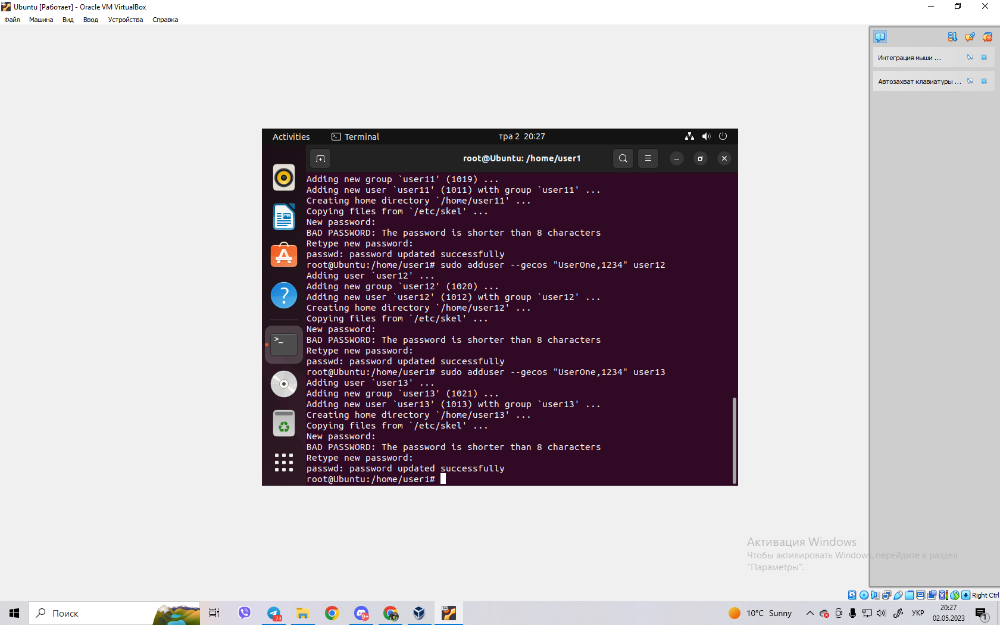 Ubuntu [Работает] - Oracle VM VirtualBox
Файл Машина Вид Ввод Устройства Справка
Интеграция мыши ...
Автозахват клавиатуры ...
Activities Terminal тра 2 20:27
root@Ubuntu: /home/user1
Adding new group `user11' (1019) ...
Adding new user `user11' (1011) with group `user11' ...
Creating home directory `/home/user11' ...
Copying files from `/etc/skel' ...
New password:
BAD PASSWORD: The password is shorter than 8 characters
Retype new password:
passwd: password updated successfully
root@Ubuntu:/home/user1# sudo adduser --gecos "UserOne,1234" user12
Adding user `user12' ...
Adding new group `user12' (1020) ...
Adding new user `user12' (1012) with group `user12' ...
Creating home directory `/home/user12' ...
Copying files from `/etc/skel' ...
New password:
BAD PASSWORD: The password is shorter than 8 characters
Retype new password:
passwd: password updated successfully
root@Ubuntu:/home/user1# sudo adduser --gecos "UserOne,1234" user13
Adding user `user13' ...
Adding new group `user13' (1021) ...
Adding new user `user13' (1013) with group `user13' ...
Creating home directory `/home/user13' ...
Copying files from `/etc/skel' ...
New password:
BAD PASSWORD: The password is shorter than 8 characters
Retype new password:
passwd: password updated successfully
root@Ubuntu:/home/user1#
Активация Windows
Чтобы активировать Windows, перейдите в раздел
"Параметры".
Right Ctrl
Поиск
73
9+
64
10°C Sunny
УКР
20:27
02.05.2023
1